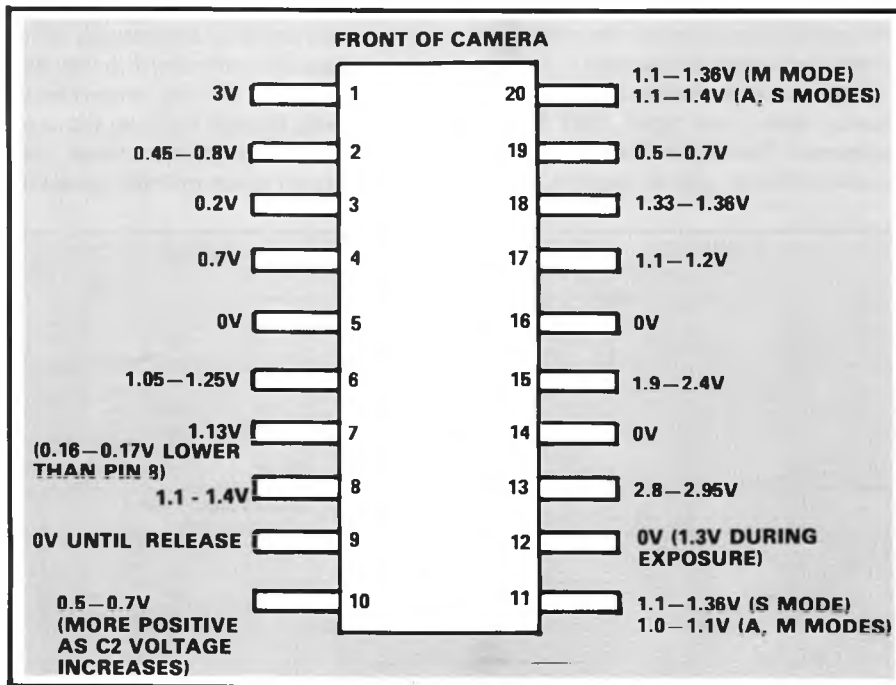 FRONT OF CAMERA
3V 1
0.45–0.8V 2
0.2V 3
0.7V 4
0V 5
1.05–1.25V 6
1.13V 7
(0.16–0.17V LOWER
THAN PIN 8)
1.1 - 1.4V 8
0V UNTIL RELEASE 9
10
0.5–0.7V
(MORE POSITIVE
AS C2 VOLTAGE
INCREASES)
1.1–1.36V (M MODE)
20 1.1–1.4V (A, S MODES)
19 0.5–0.7V
18 1.33–1.36V
17 1.1–1.2V
16 0V
15 1.9–2.4V
14 0V
13 2.8–2.95V
12 0V (1.3V DURING
EXPOSURE)
11 1.1–1.36V (S MODE)
1.0–1.1V (A, M MODES)